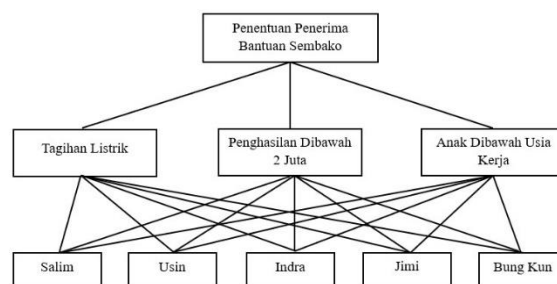 Penentuan Penerima
Bantuan Sembako
Tagihan Listrik
Penghasilan Dibawah
2 Juta
Anak Dibawah Usia
Kerja
Salim
Usin
Indra
Jimi
Bung Kun